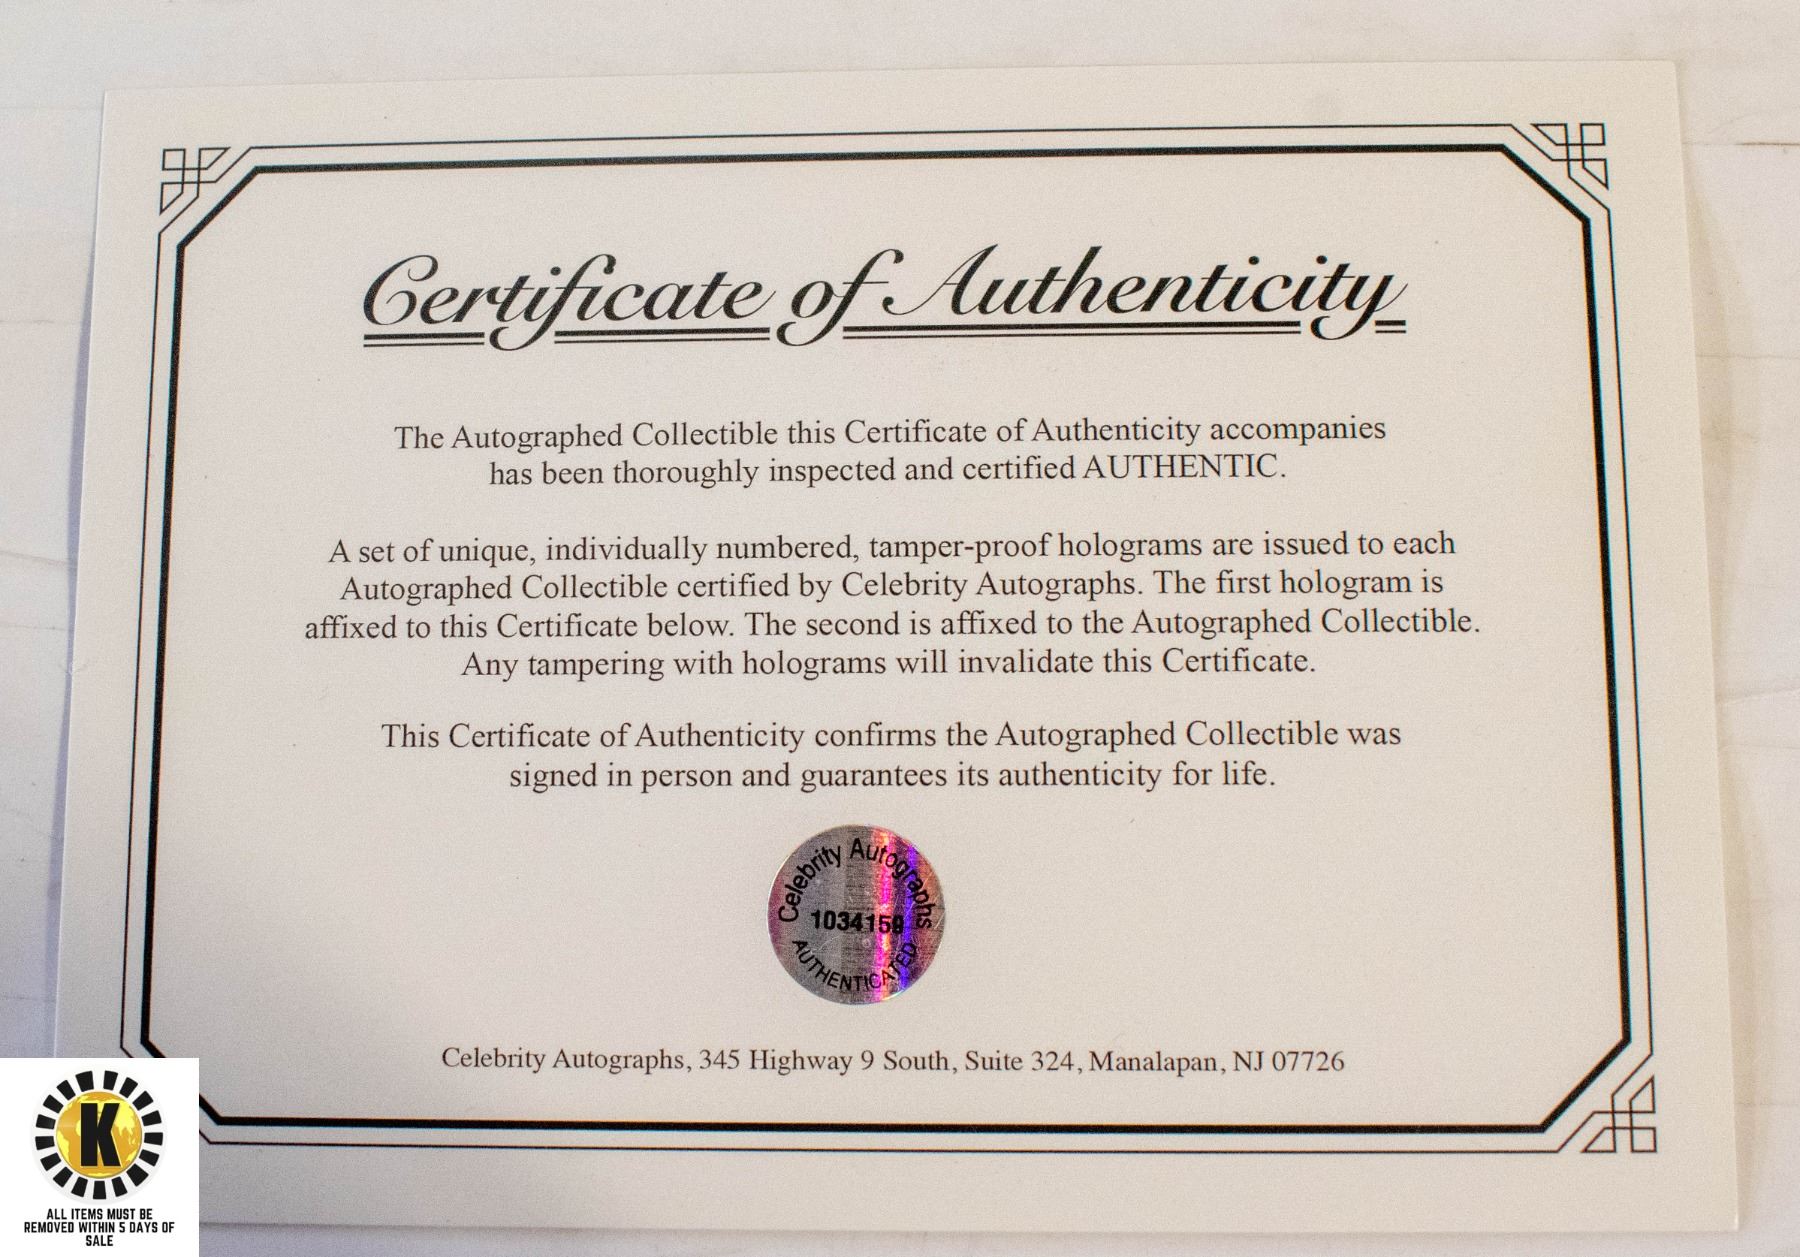 Certificate of Authenticity
The Autographed Collectible this Certificate of Authenticity accompanies
has been thoroughly inspected and certified AUTHENTIC.
A set of unique, individually numbered, tamper-proof holograms are issued to each
Autographed Collectible certified by Celebrity Autographs. The first hologram is
affixed to this Certificate below. The second is affixed to the Autographed Collectible.
Any tampering with holograms will invalidate this Certificate.
This Certificate of Authenticity confirms the Autographed Collectible was
signed in person and guarantees its authenticity for life.
Celebrity Autographs
1034159
AUTHENTICATED
Celebrity Autographs, 345 Highway 9 South, Suite 324, Manalapan, NJ 07726
K
ALL ITEMS MUST BE
REMOVED WITHIN 5 DAYS OF
SALE